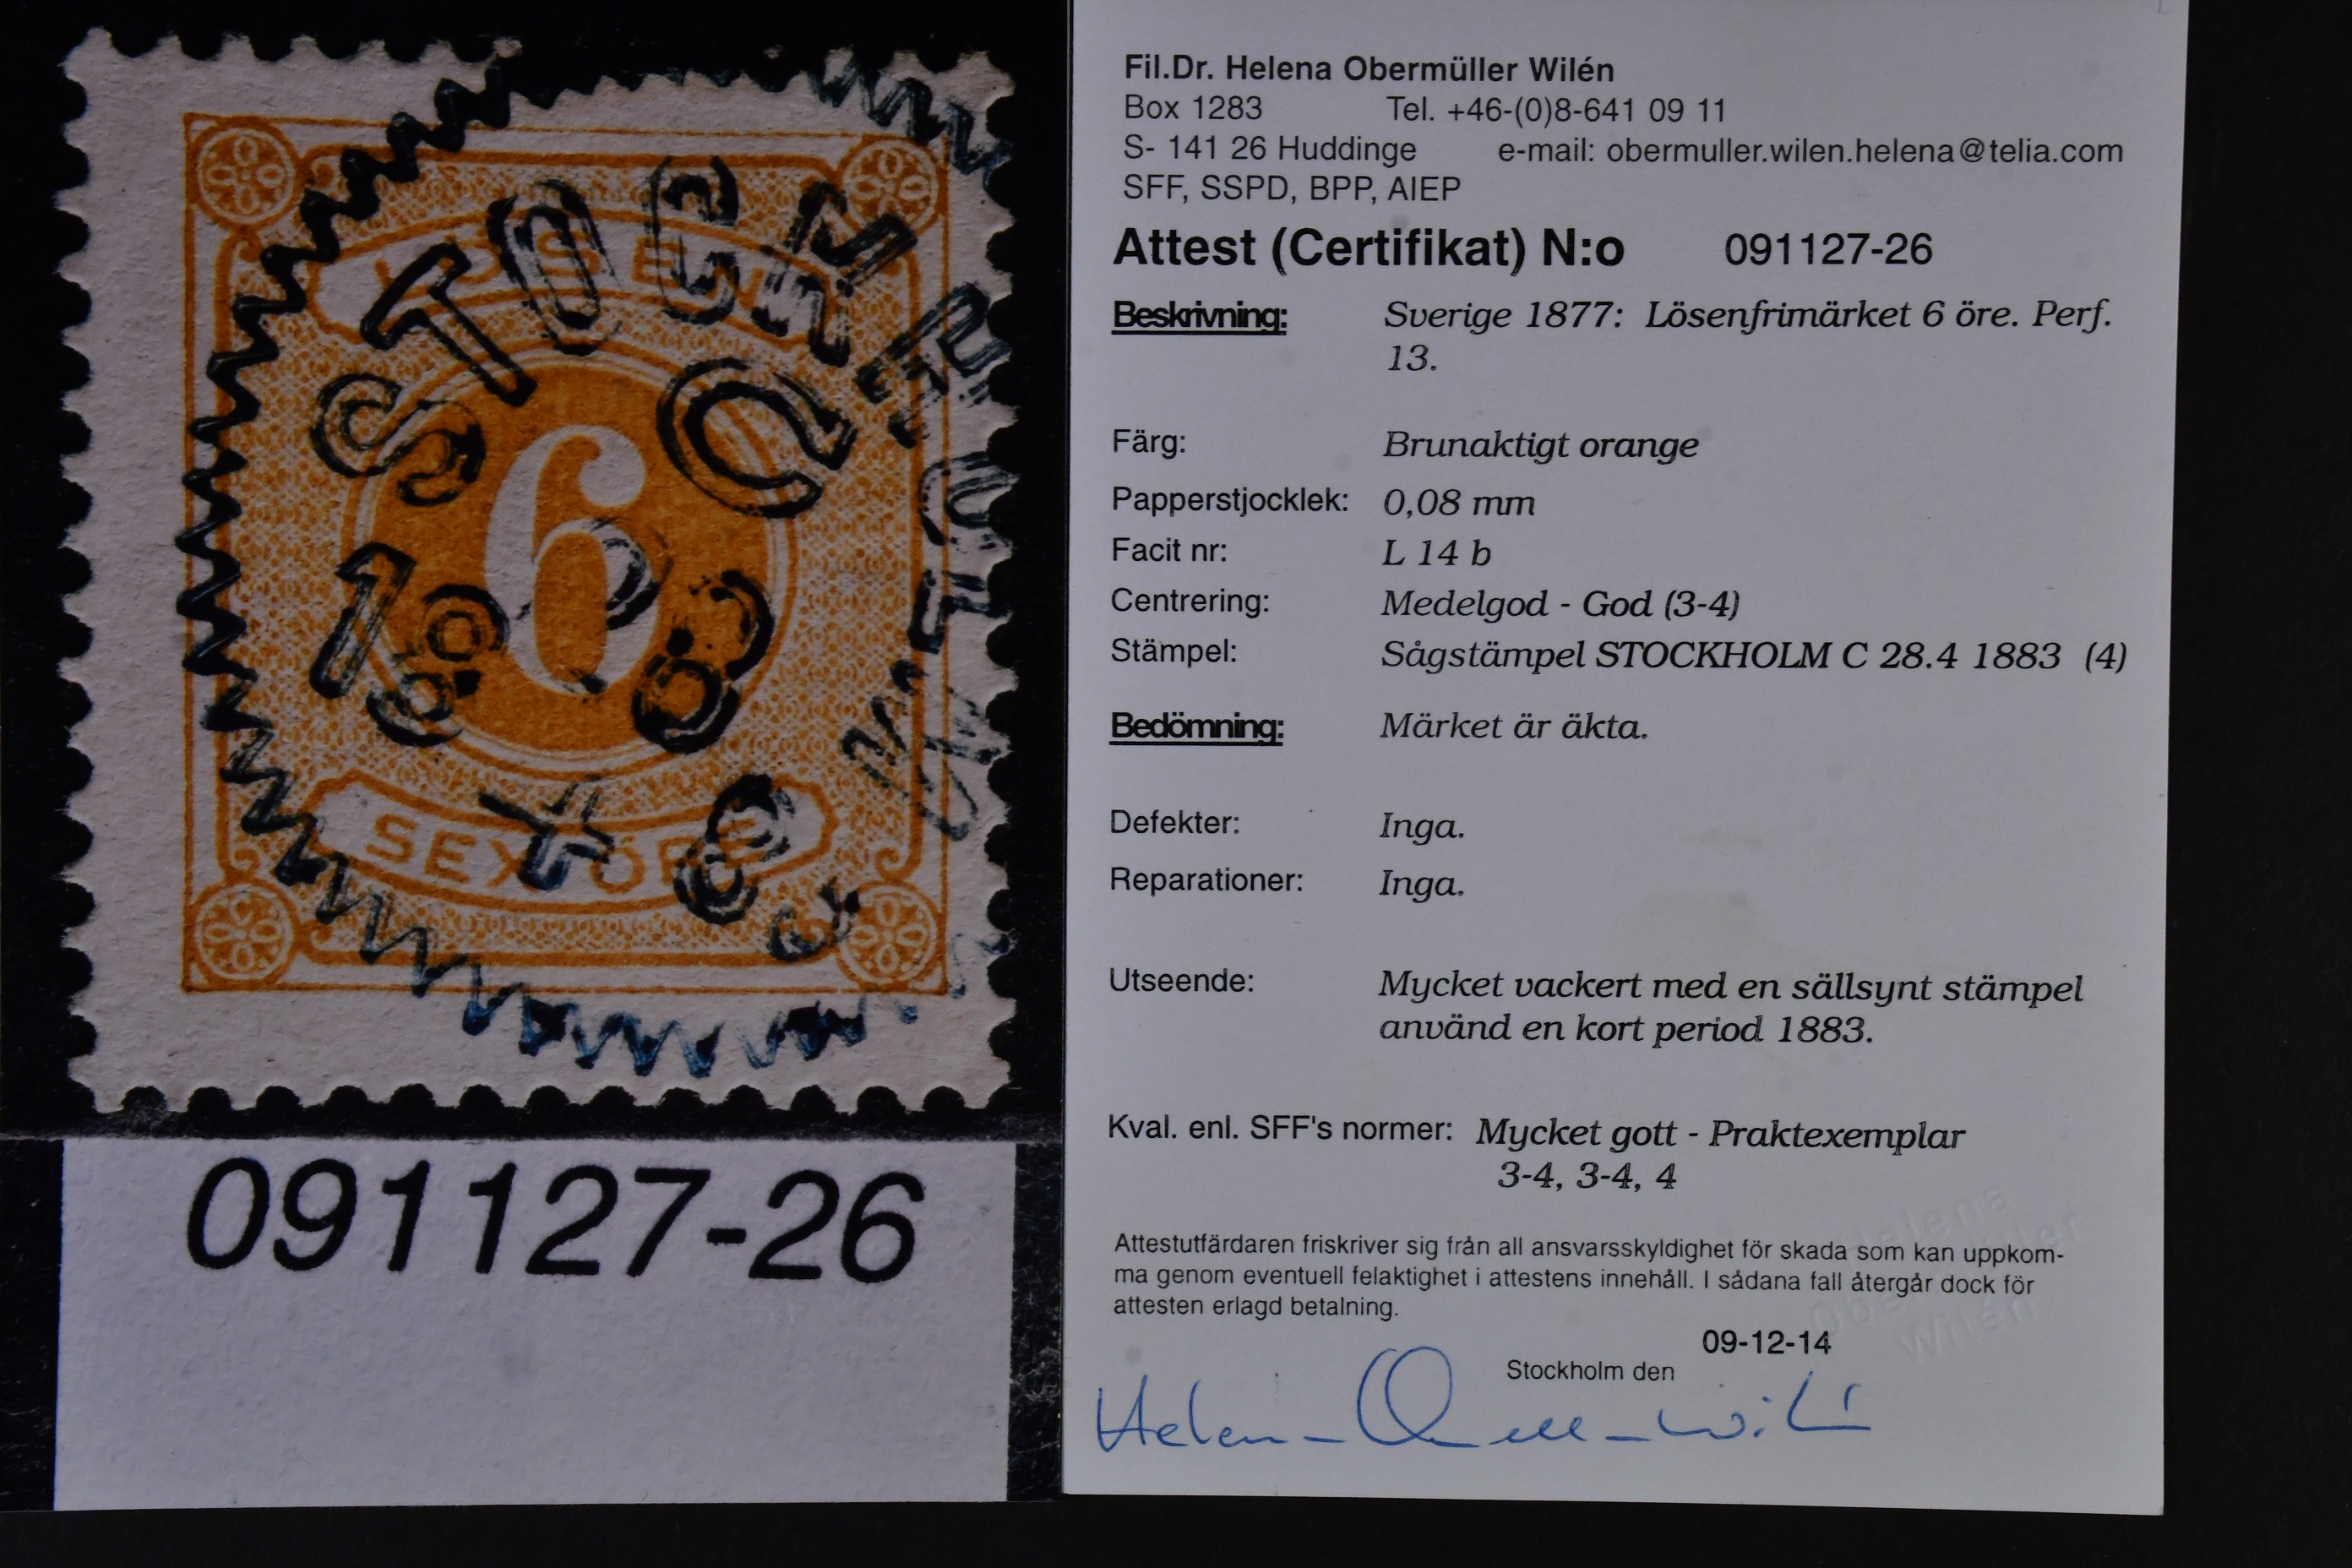 STOCKHOLM C
LÖSEN
6
1883
SEX ÖRE
091127-26
Fil.Dr. Helena Obermüller Wilén
Box 1283 Tel. +46-(0)8-641 09 11
S- 141 26 Huddinge e-mail: obermuller.wilen.helena@telia.com
SFF, SSPD, BPP, AIEP
Attest (Certifikat) N:o 091127-26
Beskrivning: Sverige 1877: Lösenfrimärket 6 öre. Perf.
13.
Färg: Brunaktigt orange
Papperstjocklek: 0,08 mm
Facit nr: L 14 b
Centrering: Medelgod - God (3-4)
Stämpel: Sågstämpel STOCKHOLM C 28.4 1883 (4)
Bedömning: Märket är äkta.
Defekter: Inga.
Reparationer: Inga.
Utseende: Mycket vackert med en sällsynt stämpel
använd en kort period 1883.
Kval. enl. SFF's normer: Mycket gott - Praktexemplar
3-4, 3-4, 4
Helena
Obermüller
Wilén
Attestutfärdaren friskriver sig från all ansvarsskyldighet för skada som kan uppkom-
ma genom eventuell felaktighet i attestens innehåll. I sådana fall återgår dock för
attesten erlagd betalning.
09-12-14
Stockholm den